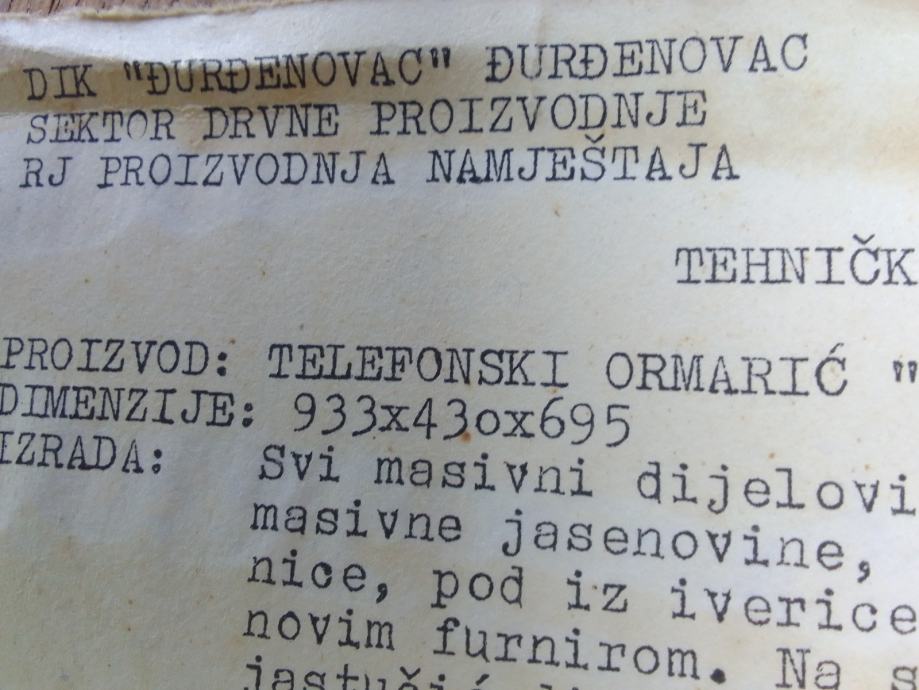 DIK "ĐURĐENOVAC" ĐURĐENOVAC
SEKTOR DRVNE PROIZVODNJE
RJ PROIZVODNJA NAMJEŠTAJA
TEHNIČK
PROIZVOD: TELEFONSKI ORMARIĆ "
DIMENZIJE: 933x43ox695
IZRADA: Svi masivni dijelovi
masivne jasenovine,
nice, pod iz iverice
novim furnirom. Na s